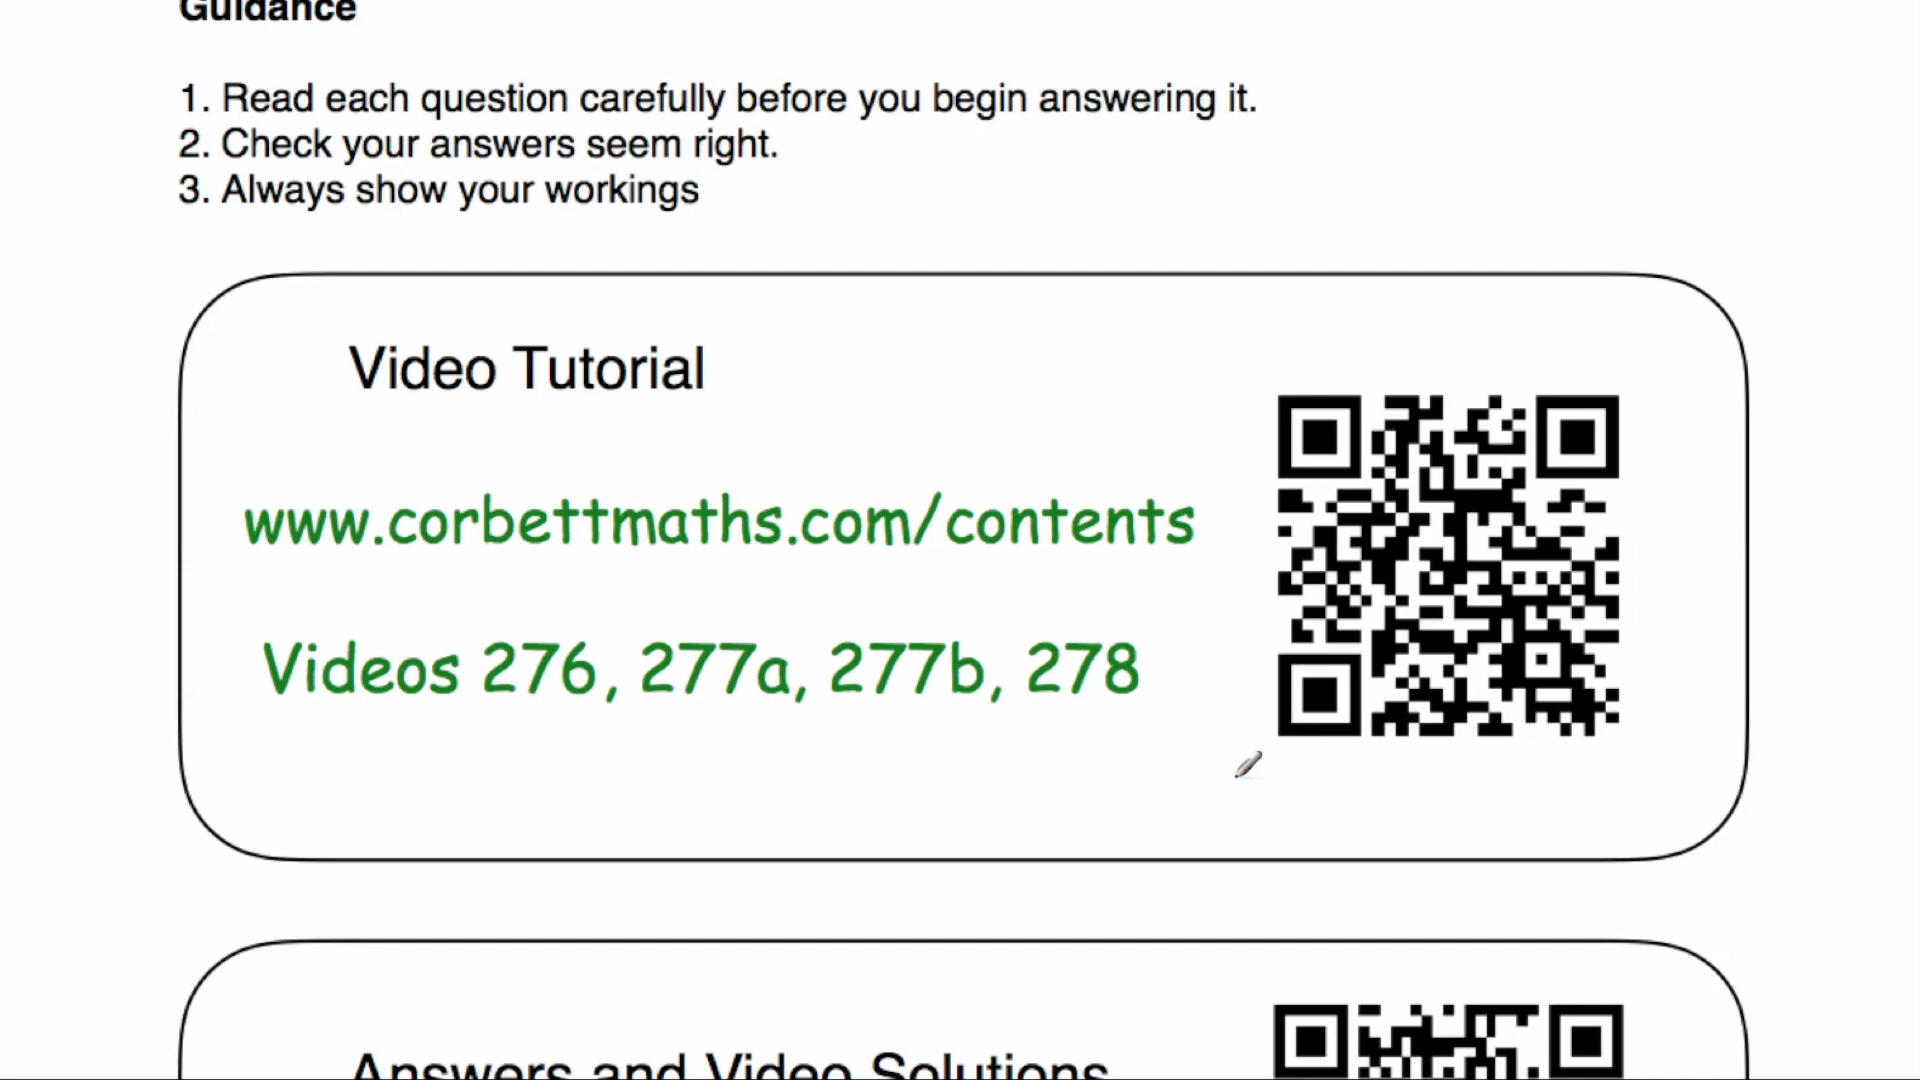 Guidance
1. Read each question carefully before you begin answering it.
2. Check your answers seem right.
3. Always show your workings
Video Tutorial
www.corbettmaths.com/contents
Videos 276, 277a, 277b, 278
Answers and Video Solutions